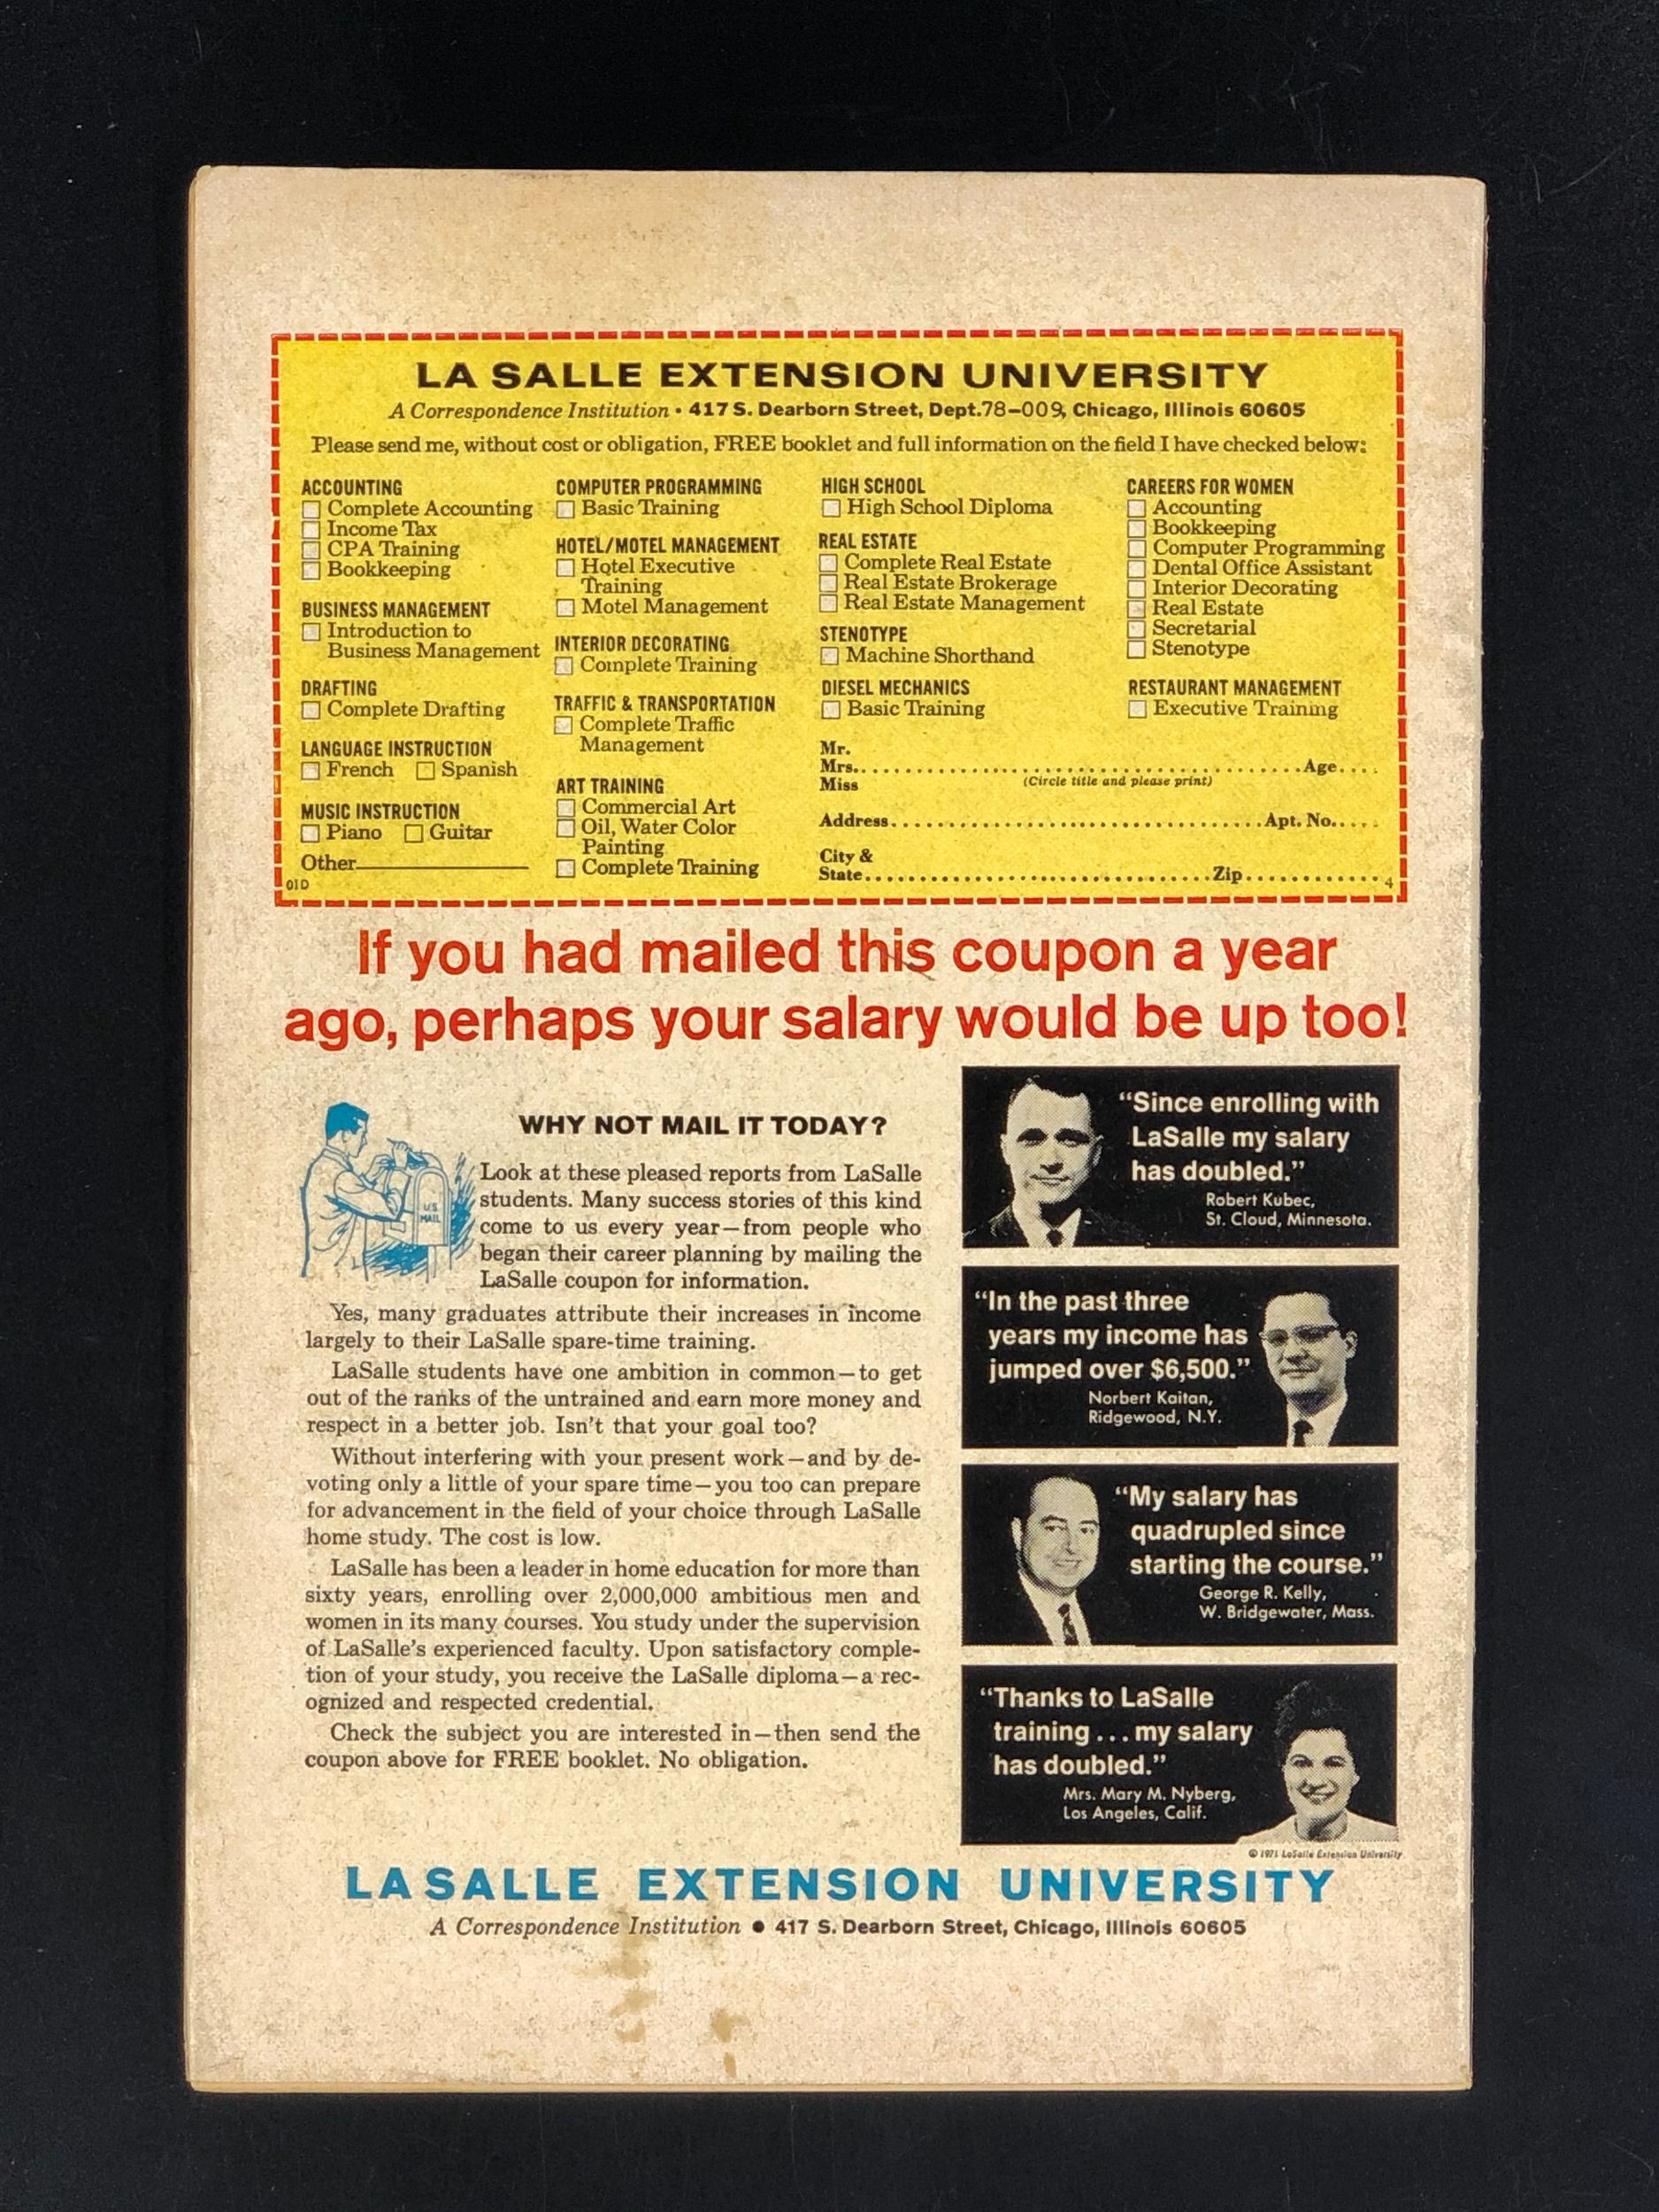 LA SALLE EXTENSION UNIVERSITY
A Correspondence Institution • 417 S. Dearborn Street, Dept.78-009, Chicago, Illinois 60605
Please send me, without cost or obligation, FREE booklet and full information on the field I have checked below:
ACCOUNTING
Complete Accounting
Income Tax
CPA Training
Bookkeeping
BUSINESS MANAGEMENT
Introduction to
Business Management
DRAFTING
Complete Drafting
LANGUAGE INSTRUCTION
French Spanish
MUSIC INSTRUCTION
Piano Guitar
Other
01D
COMPUTER PROGRAMMING
Basic Training
HOTEL/MOTEL MANAGEMENT
Hotel Executive
Training
Motel Management
INTERIOR DECORATING
Complete Training
TRAFFIC & TRANSPORTATION
Complete Traffic
Management
ART TRAINING
Commercial Art
Oil, Water Color
Painting
Complete Training
HIGH SCHOOL
High School Diploma
REAL ESTATE
Complete Real Estate
Real Estate Brokerage
Real Estate Management
STENOTYPE
Machine Shorthand
DIESEL MECHANICS
Basic Training
CAREERS FOR WOMEN
Accounting
Bookkeeping
Computer Programming
Dental Office Assistant
Interior Decorating
Real Estate
Secretarial
Stenotype
RESTAURANT MANAGEMENT
Executive Training
Mr.
Mrs. Age
Miss (Circle title and please print)
Address Apt. No.
City &
State Zip
4
If you had mailed this coupon a year
ago, perhaps your salary would be up too!
U.S.
MAIL
WHY NOT MAIL IT TODAY?
Look at these pleased reports from LaSalle
students. Many success stories of this kind
come to us every year—from people who
began their career planning by mailing the
LaSalle coupon for information.
Yes, many graduates attribute their increases in income
largely to their LaSalle spare-time training.
LaSalle students have one ambition in common—to get
out of the ranks of the untrained and earn more money and
respect in a better job. Isn't that your goal too?
Without interfering with your present work—and by de-
voting only a little of your spare time—you too can prepare
for advancement in the field of your choice through LaSalle
home study. The cost is low.
LaSalle has been a leader in home education for more than
sixty years, enrolling over 2,000,000 ambitious men and
women in its many courses. You study under the supervision
of LaSalle's experienced faculty. Upon satisfactory comple-
tion of your study, you receive the LaSalle diploma—a rec-
ognized and respected credential.
Check the subject you are interested in—then send the
coupon above for FREE booklet. No obligation.
"Since enrolling with
LaSalle my salary
has doubled."
Robert Kubec,
St. Cloud, Minnesota.
"In the past three
years my income has
jumped over $6,500."
Norbert Kaitan,
Ridgewood, N.Y.
"My salary has
quadrupled since
starting the course."
George R. Kelly,
W. Bridgewater, Mass.
"Thanks to LaSalle
training...my salary
has doubled."
Mrs. Mary M. Nyberg,
Los Angeles, Calif.
© 1971 LaSalle Extension University
LASALLE EXTENSION UNIVERSITY
A Correspondence Institution • 417 S. Dearborn Street, Chicago, Illinois 60605